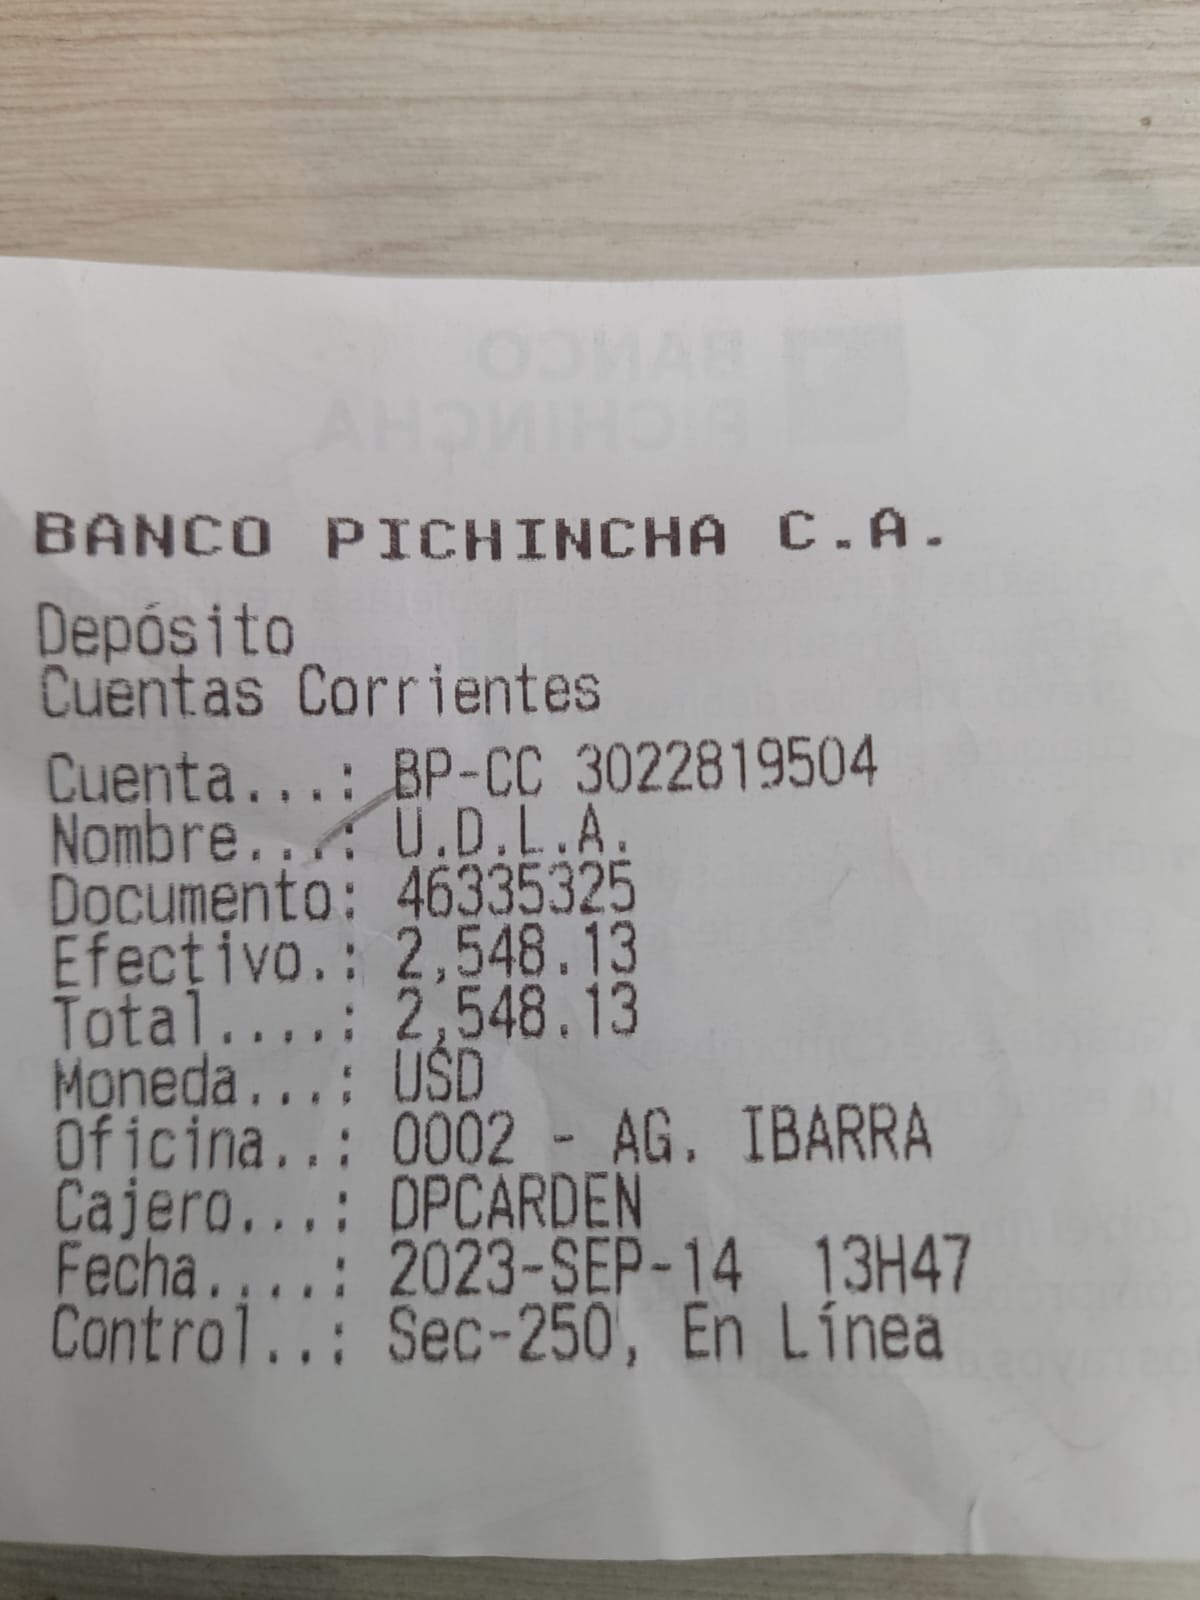 BANCO
PICHINCHA
BANCO PICHINCHA C.A.
Depósito
Cuentas Corrientes
Cuenta...: BP-CC 3022819504
Nombre...: U.D.L.A.
Documento: 46335325
Efectivo.: 2,548.13
Total....: 2,548.13
Moneda...: USD
Oficina..: 0002 - AG. IBARRA
Cajero...: DPCARDEN
Fecha....: 2023-SEP-14 13H47
Control..: Sec-250, En Línea